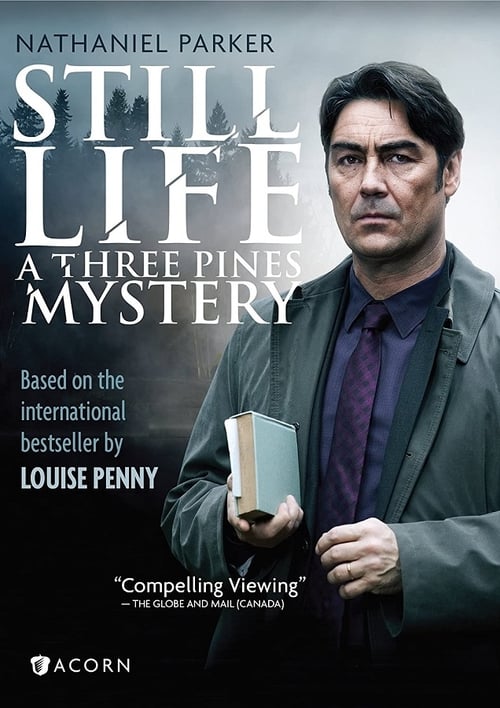 NATHANIEL PARKER
STILL
LIFE
A THREE PINES
MYSTERY
Based on the
international
bestseller by
LOUISE PENNY
“Compelling Viewing”
— THE GLOBE AND MAIL (CANADA)
ACORN